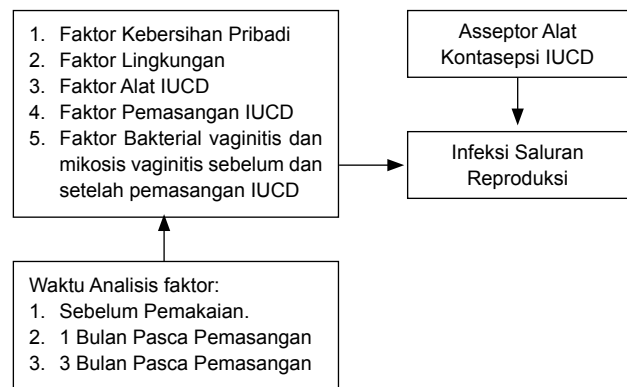 1. Faktor Kebersihan Pribadi
2. Faktor Lingkungan
3. Faktor Alat IUCD
4. Faktor Pemasangan IUCD
5. Faktor Bakterial vaginitis dan
mikosis vaginitis sebelum dan
setelah pemasangan IUCD
Asseptor Alat
Kontasepsi IUCD
Infeksi Saluran
Reproduksi
Waktu Analisis faktor:
1. Sebelum Pemakaian.
2. 1 Bulan Pasca Pemasangan
3. 3 Bulan Pasca Pemasangan